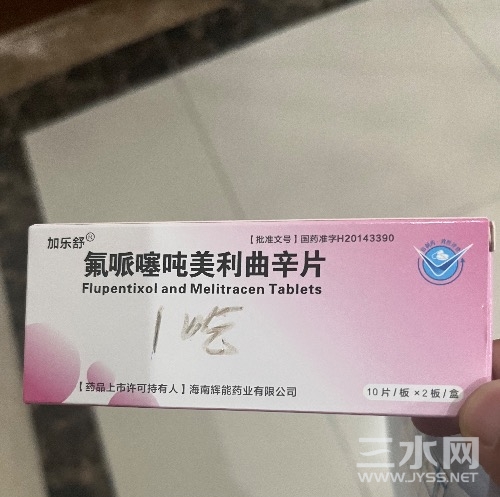 加乐舒®
【批准文号】国药准字H20143390
氟哌噻吨美利曲辛片
Flupentixol and Melitracen Tablets
1吃
【药品上市许可持有人】海南辉能药业有限公司
10片/板×2板/盒
三水网
WWW.JYSS.NET